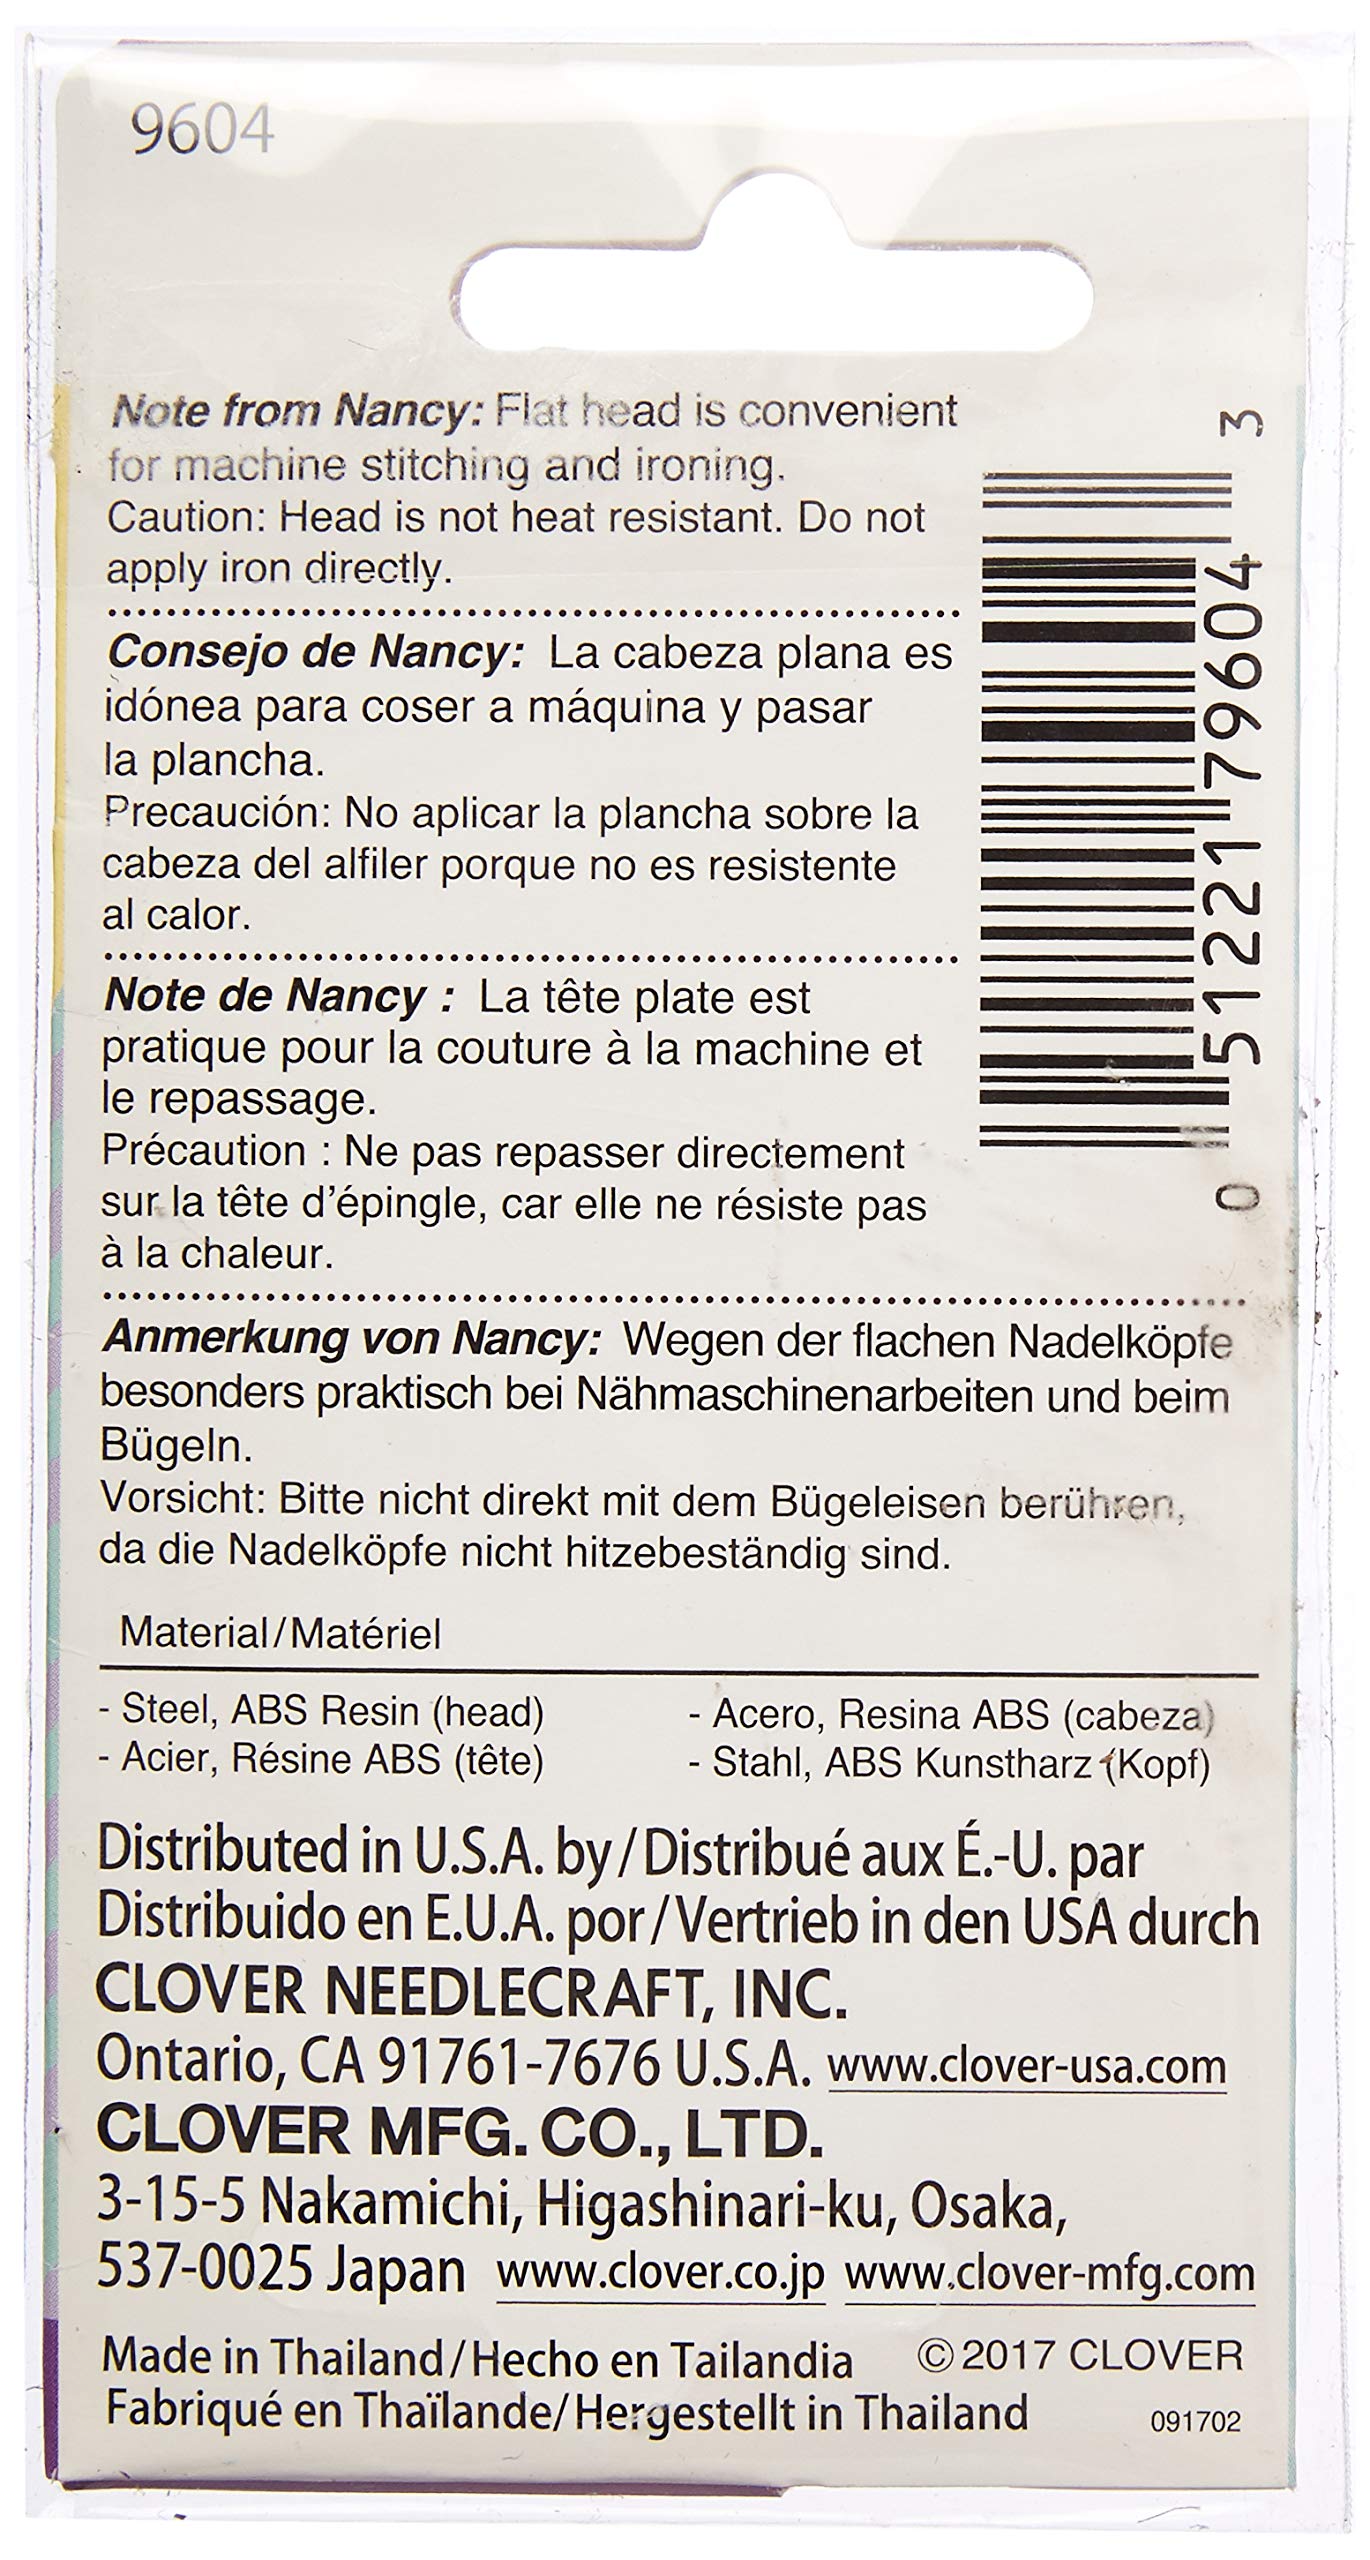 9604
Note from Nancy: Flat head is convenient
for machine stitching and ironing.
Caution: Head is not heat resistant. Do not
apply iron directly.
Consejo de Nancy: La cabeza plana es
idónea para coser a máquina y pasar
la plancha.
Precaución: No aplicar la plancha sobre la
cabeza del alfiler porque no es resistente
al calor.
Note de Nancy : La tête plate est
pratique pour la couture à la machine et
le repassage.
Précaution : Ne pas repasser directement
sur la tête d'épingle, car elle ne résiste pas
à la chaleur.
0 51221 79604 3
Anmerkung von Nancy: Wegen der flachen Nadelköpfe
besonders praktisch bei Nähmaschinenarbeiten und beim
Bügeln.
Vorsicht: Bitte nicht direkt mit dem Bügeleisen berühren,
da die Nadelköpfe nicht hitzebeständig sind.
Material/Matériel
- Steel, ABS Resin (head) - Acero, Resina ABS (cabeza)
- Acier, Résine ABS (tête) - Stahl, ABS Kunstharz (Kopf)
Distributed in U.S.A. by/Distribué aux É.-U. par
Distribuido en E.U.A. por/Vertrieb in den USA durch
CLOVER NEEDLECRAFT, INC.
Ontario, CA 91761-7676 U.S.A. www.clover-usa.com
CLOVER MFG. CO., LTD.
3-15-5 Nakamichi, Higashinari-ku, Osaka,
537-0025 Japan www.clover.co.jp www.clover-mfg.com
Made in Thailand/Hecho en Tailandia © 2017 CLOVER
Fabriqué en Thaïlande/Hergestellt in Thailand 091702